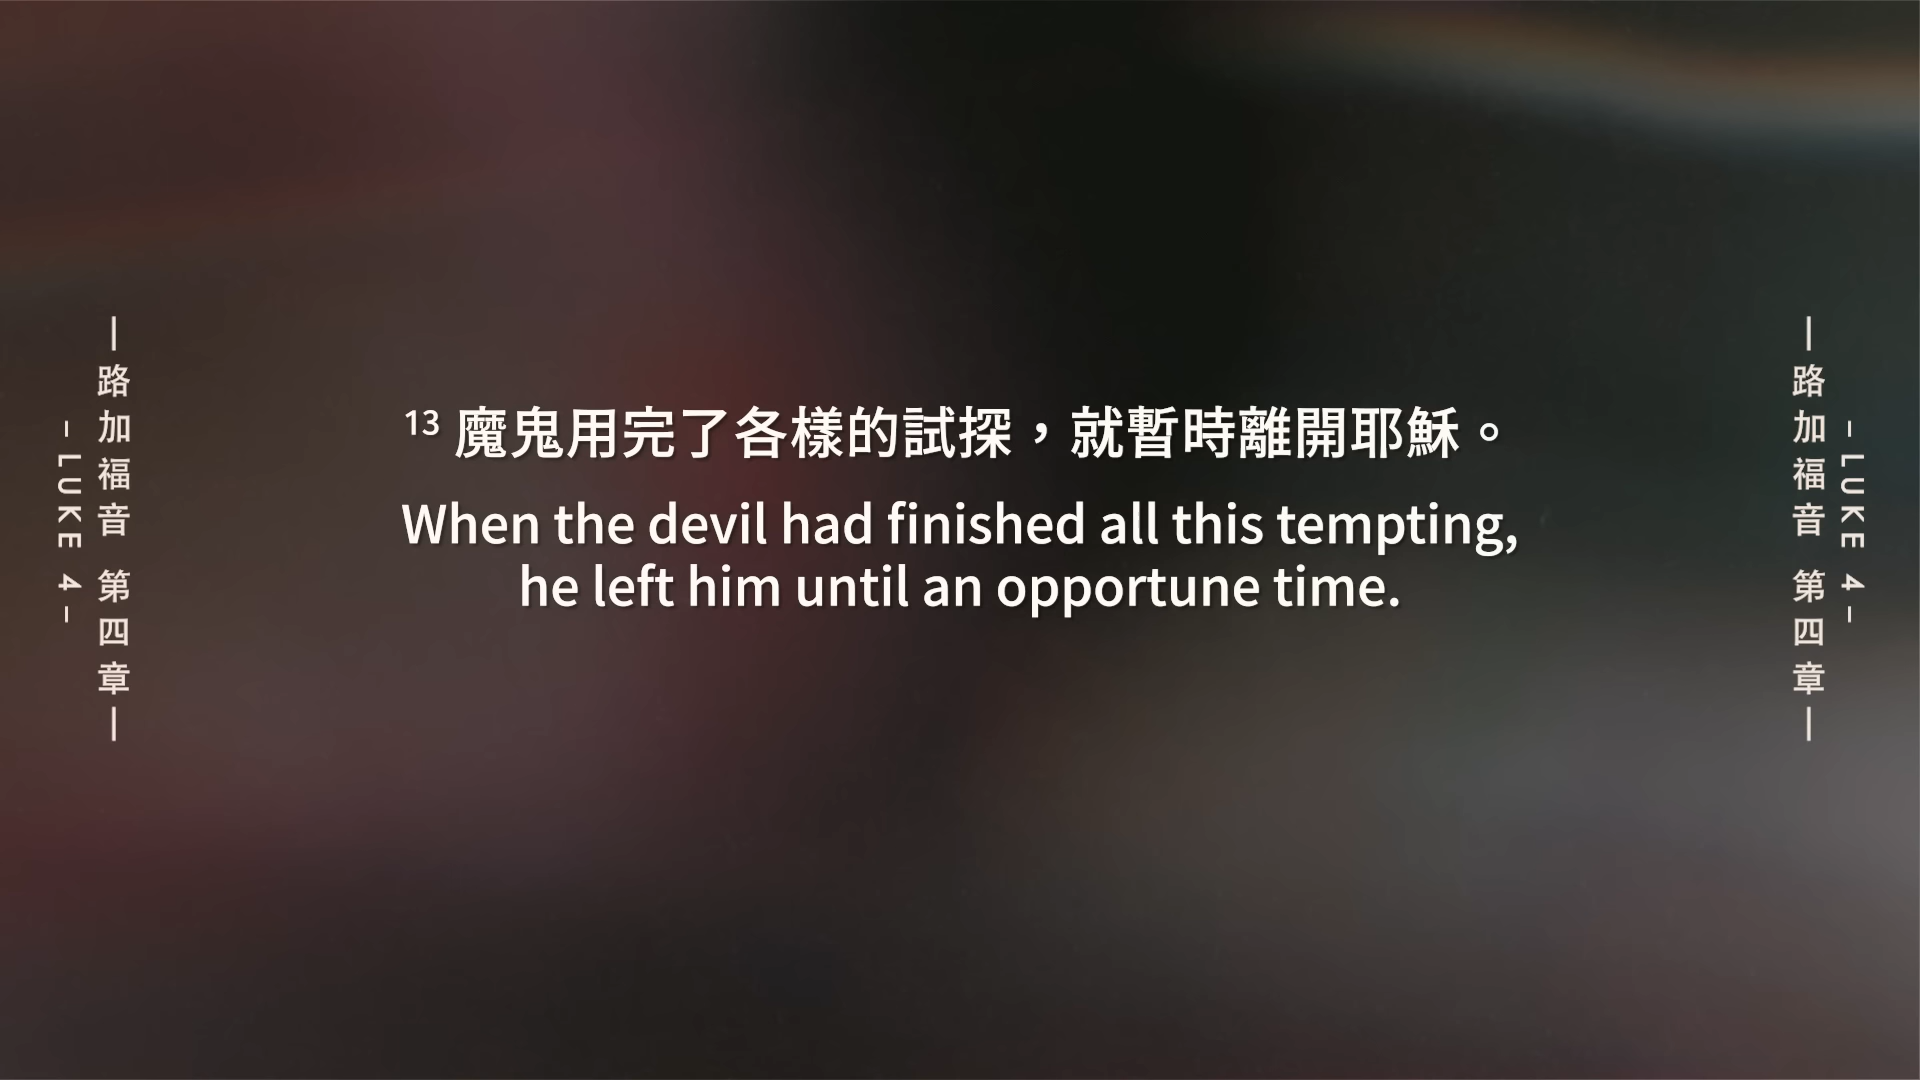 —路加福音 第四章—
–LUKE 4–
13 魔鬼用完了各樣的試探，就暫時離開耶穌。
When the devil had finished all this tempting,
he left him until an opportune time.
—路加福音 第四章—
–LUKE 4–